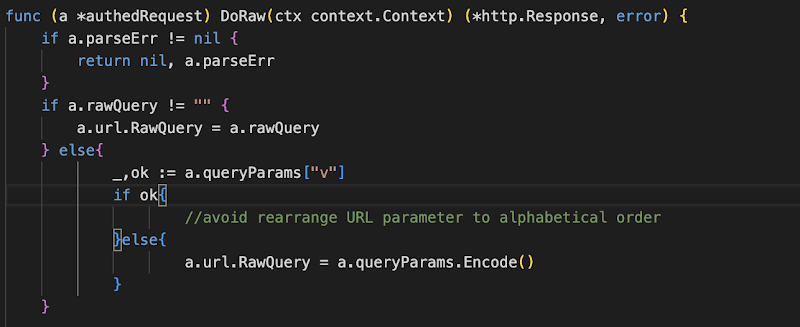 func (a *authedRequest) DoRaw(ctx context.Context) (*http.Response, error) {
    if a.parseErr != nil {
        return nil, a.parseErr
    }
    if a.rawQuery != "" {
        a.url.RawQuery = a.rawQuery
    } else{
            _,ok := a.queryParams["v"]
            if ok{
                    //avoid rearrange URL parameter to alphabetical order
            }else{
                    a.url.RawQuery = a.queryParams.Encode()
            }
    }